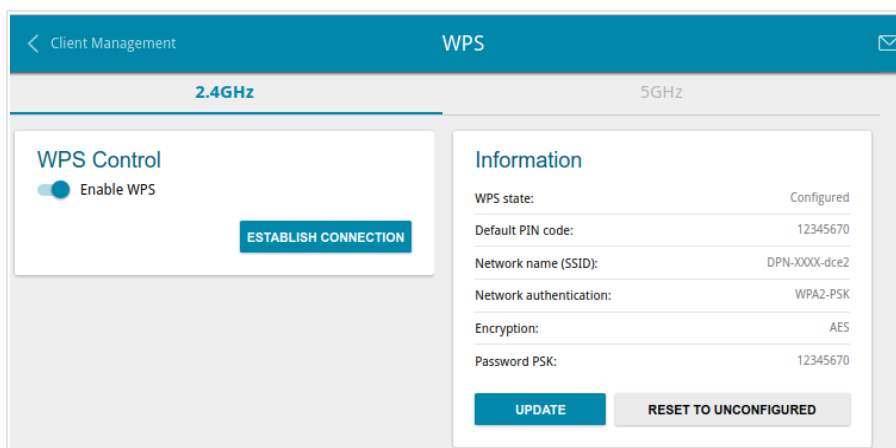 Client Management
WPS
2.4GHz
5GHz
WPS Control
Enable WPS
ESTABLISH CONNECTION
Information
WPS state: Configured
Default PIN code: 12345670
Network name (SSID): DPN-XXXX-dce2
Network authentication: WPA2-PSK
Encryption: AES
Password PSK: 12345670
UPDATE
RESET TO UNCONFIGURED